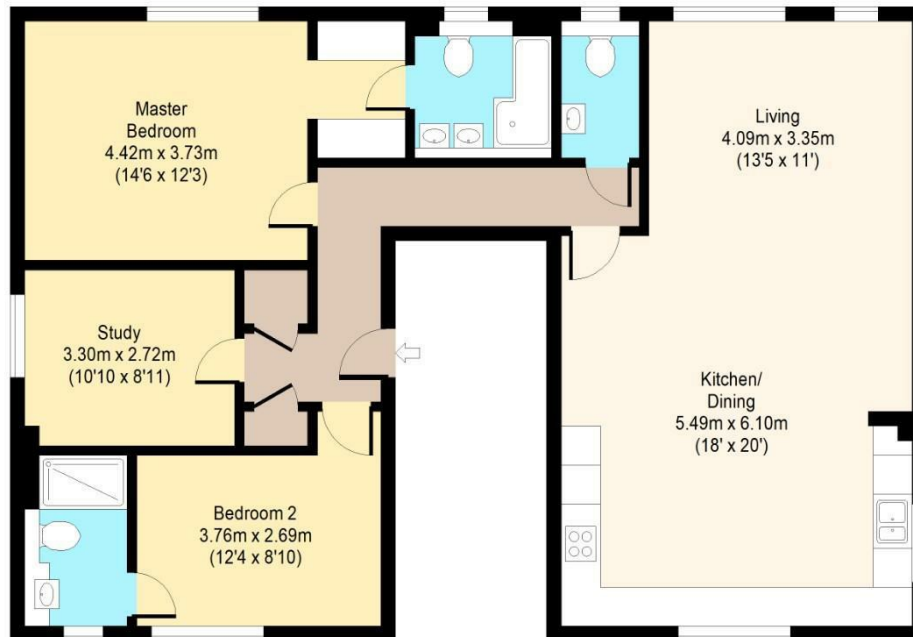 Master
Bedroom
4.42m x 3.73m
(14'6 x 12'3)
Living
4.09m x 3.35m
(13'5 x 11')
Study
3.30m x 2.72m
(10'10 x 8'11)
Kitchen/
Dining
5.49m x 6.10m
(18' x 20')
Bedroom 2
3.76m x 2.69m
(12'4 x 8'10)